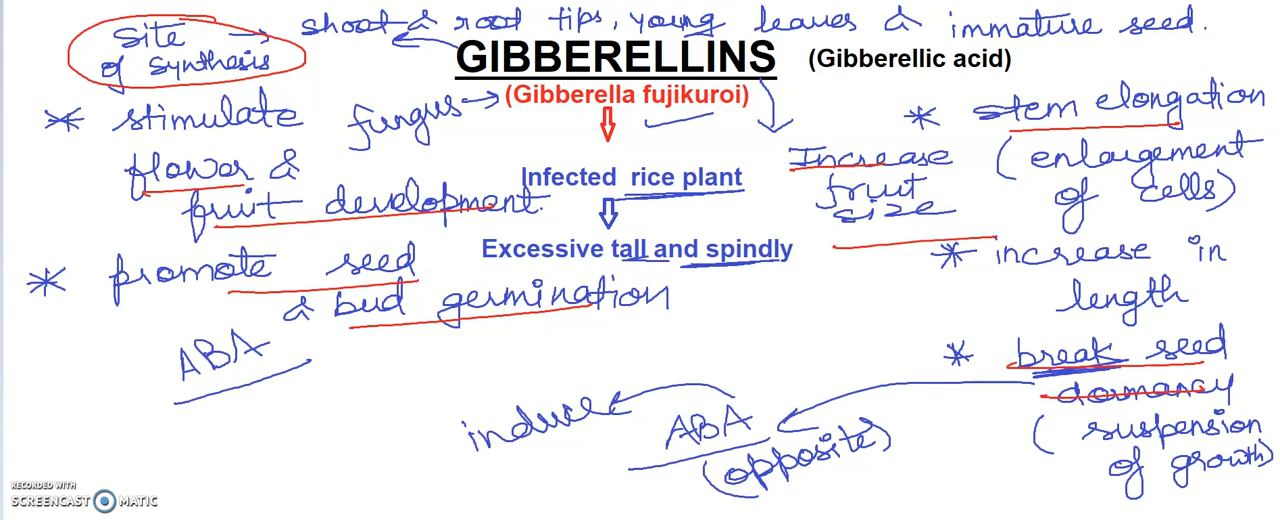 Site → shoot & root tips, young leaves & immature seed.
of synthesis
GIBBERELLINS (Gibberellic acid)
(Gibberella fujikuroi)
fungus →
* stimulate
flower &
fruit development.
* promote seed
& bud germination
ABA
Infected rice plant
Excessive tall and spindly
Increase
fruit
size
* stem elongation
(enlargement
of cells)
* increase in
length
* break seed
dormancy
(suspension
of growth)
induce
ABA
(opposite)
RECORDED WITH
SCREENCAST MATIC